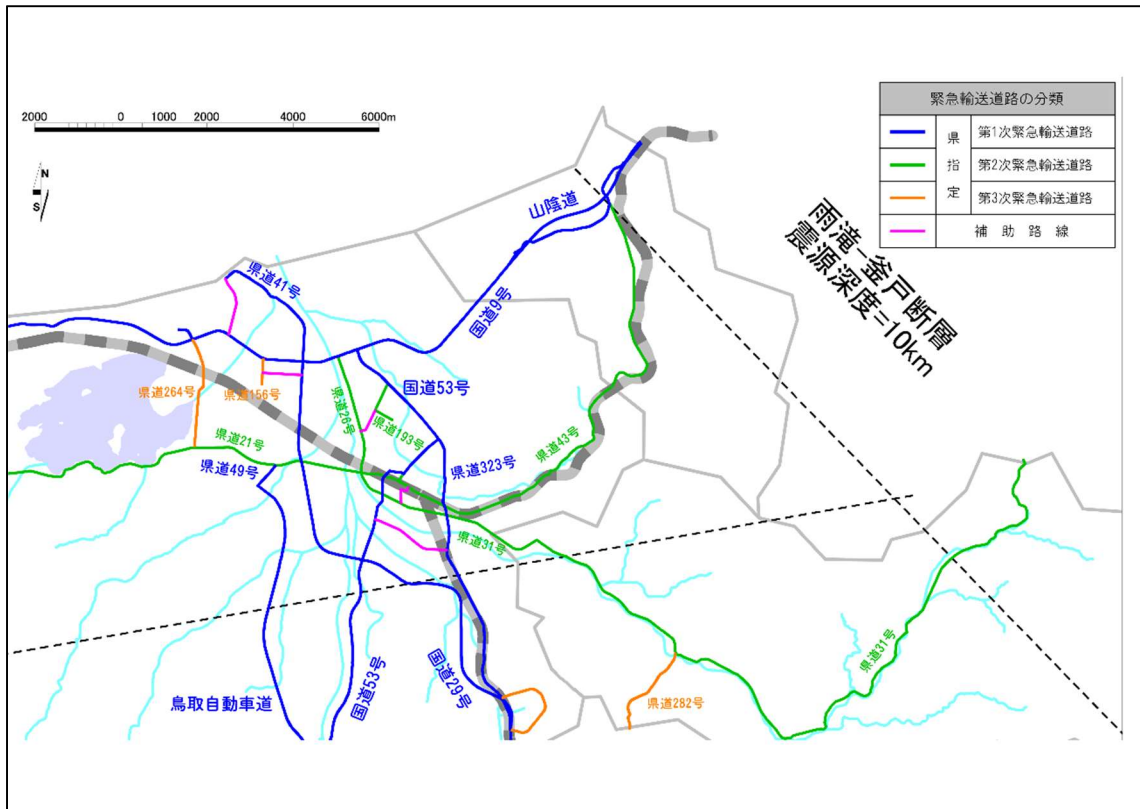 2000 0 1000 2000 4000 6000m
N
S
緊急輸送道路の分類
県指定
第1次緊急輸送道路
第2次緊急輸送道路
第3次緊急輸送道路
補助路線
雨滝-釜戸断層
震源深度=10km
山陰道
国道9号
県道41号
国道53号
県道264号
県道156号
県道26号
県道193号
県道21号
県道43号
県道49号
県道323号
県道31号
県道31号
国道29号
国道53号
鳥取自動車道
県道282号